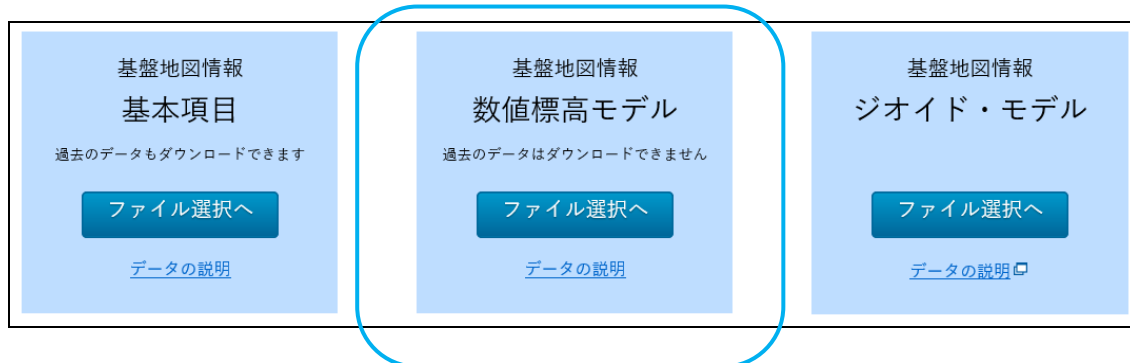 基盤地図情報
基本項目
過去のデータもダウンロードできます
ファイル選択へ
データの説明
基盤地図情報
数値標高モデル
過去のデータはダウンロードできません
ファイル選択へ
データの説明
基盤地図情報
ジオイド・モデル
ファイル選択へ
データの説明